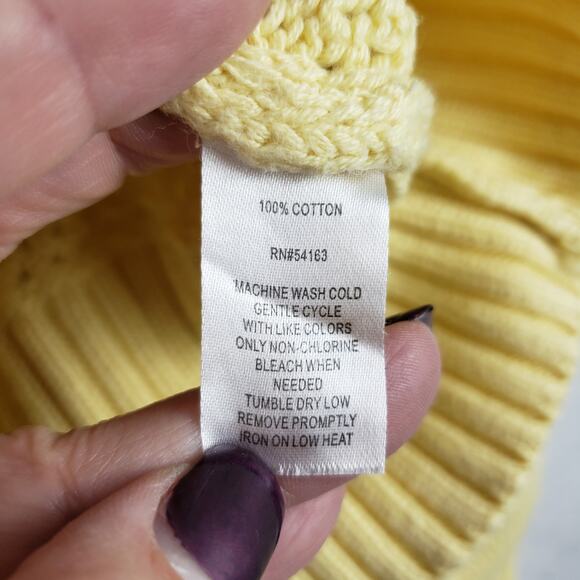 100% COTTON
RN#54163
MACHINE WASH COLD
GENTLE CYCLE
WITH LIKE COLORS
ONLY NON-CHLORINE
BLEACH WHEN
NEEDED
TUMBLE DRY LOW
REMOVE PROMPTLY
IRON ON LOW HEAT